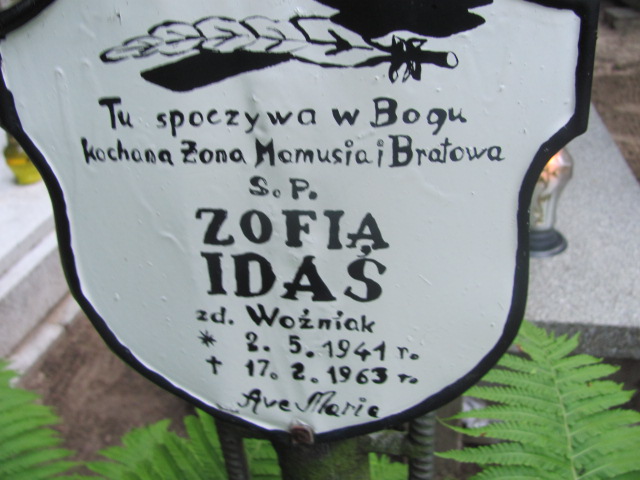 Tu spoczywa w Bogu
kochana Żona Mamusia i Bratowa
Ś.P.
ZOFIA
IDAŚ
zd. Woźniak
* 2. 5. 1941 r.
† 17. 2. 1963 r.
Ave Maria